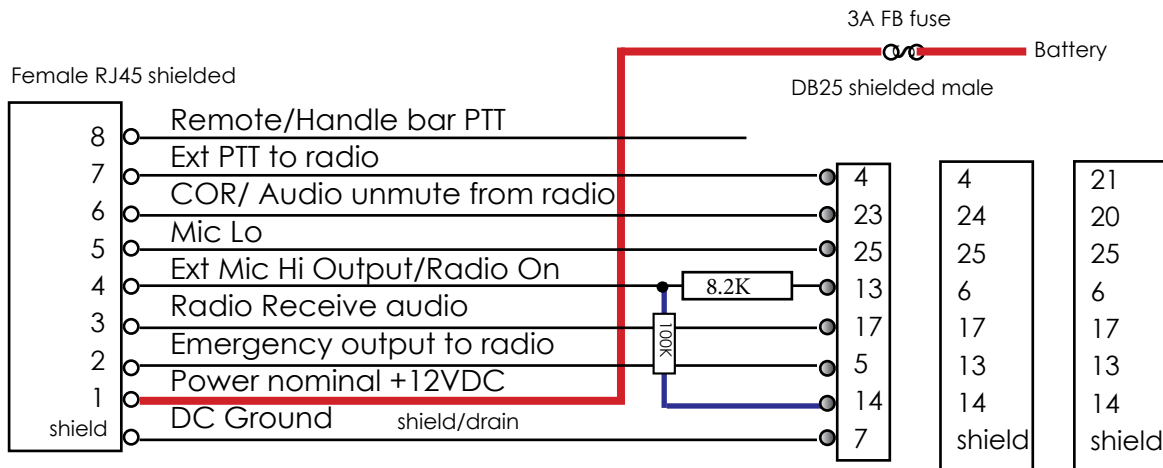 3A FB fuse
Battery
Female RJ45 shielded
DB25 shielded male
8 Remote/Handle bar PTT
7 Ext PTT to radio 4 4 21
6 COR/ Audio unmute from radio 23 24 20
5 Mic Lo 25 25 25
4 Ext Mic Hi Output/Radio On 8.2K 13 6 6
3 Radio Receive audio 100K 17 17 17
2 Emergency output to radio 5 13 13
1 Power nominal +12VDC 14 14 14
shield DC Ground shield/drain 7 shield shield